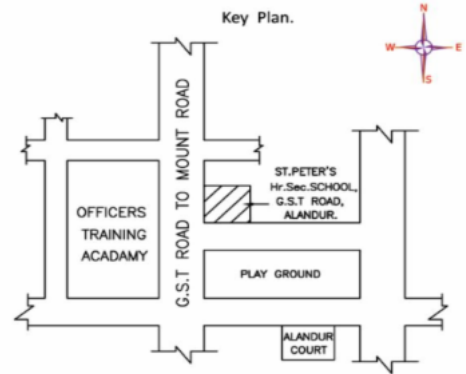 Key Plan.
N
W
E
S
G.S.T ROAD TO MOUNT ROAD
ST.PETER'S
Hr.Sec.SCHOOL,
G.S.T ROAD,
ALANDUR.
OFFICERS
TRAINING
ACADAMY
PLAY GROUND
ALANDUR
COURT